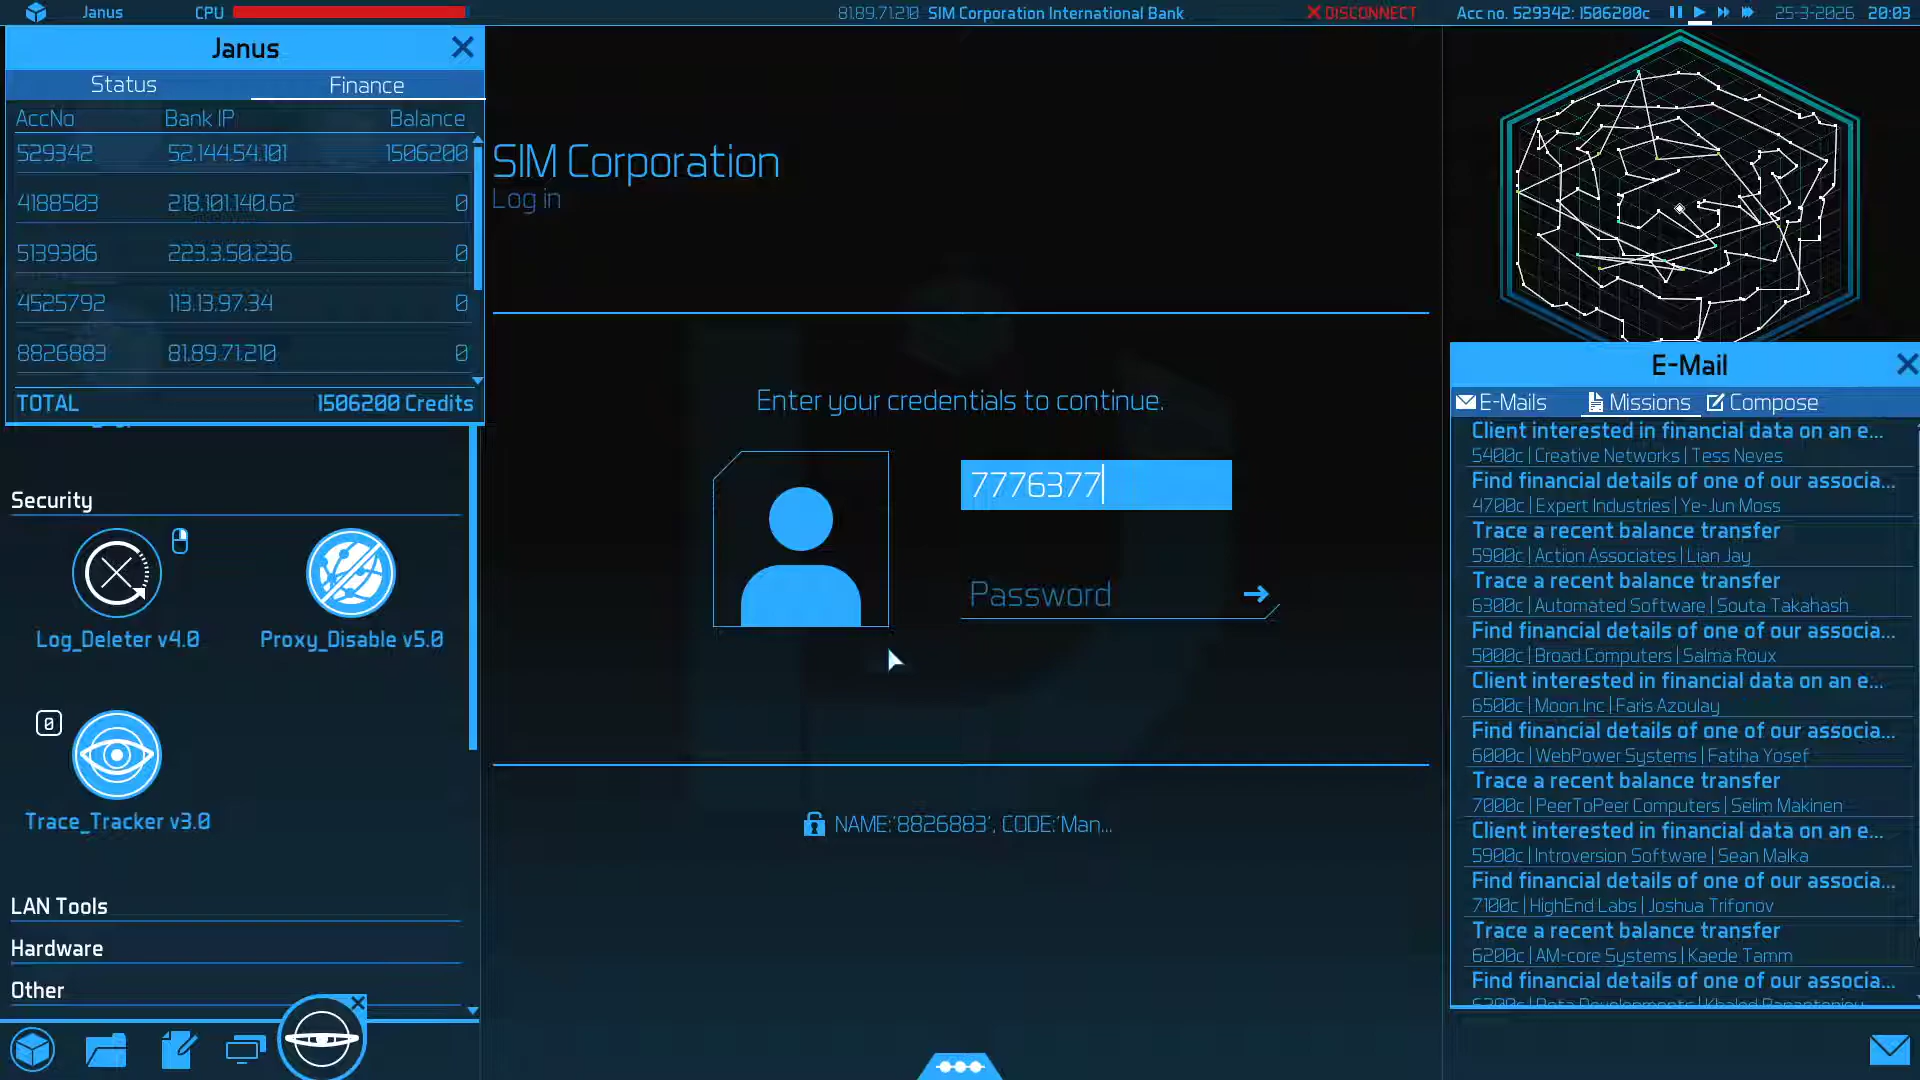 Janus
CPU
81.89.71.210 SIM Corporation International Bank
DISCONNECT
Acc no. 529342: 1506200c
25-3-2026 20:03
Janus
Status
Finance
AccNo
Bank IP
Balance
529342
52.144.54.101
1506200
4188503
218.101.140.62
0
5139306
223.3.50.236
0
4525792
113.13.97.34
0
8826883
81.89.71.210
0
TOTAL
1506200 Credits
Security
Log_Deleter v4.0
Proxy_Disable v5.0
0
Trace_Tracker v3.0
LAN Tools
Hardware
Other
SIM Corporation
Log in
Enter your credentials to continue.
7776377
Password
NAME:'8826883', CODE:'Man...
E-Mail
E-Mails
Missions
Compose
Client interested in financial data on an e...
5400c | Creative Networks | Tess Neves
Find financial details of one of our associa...
4700c | Expert Industries | Ye-Jun Moss
Trace a recent balance transfer
5900c | Action Associates | Lian Jay
Trace a recent balance transfer
6300c | Automated Software | Souta Takahash
Find financial details of one of our associa...
5000c | Broad Computers | Salma Roux
Client interested in financial data on an e...
6500c | Moon Inc | Faris Azoulay
Find financial details of one of our associa...
6000c | WebPower Systems | Fatiha Yosef
Trace a recent balance transfer
7000c | PeerToPeer Computers | Selim Makinen
Client interested in financial data on an e...
5900c | Introversion Software | Sean Malka
Find financial details of one of our associa...
7100c | HighEnd Labs | Joshua Trifonov
Trace a recent balance transfer
6200c | AM-core Systems | Kaede Tamm
Find financial details of one of our associa...